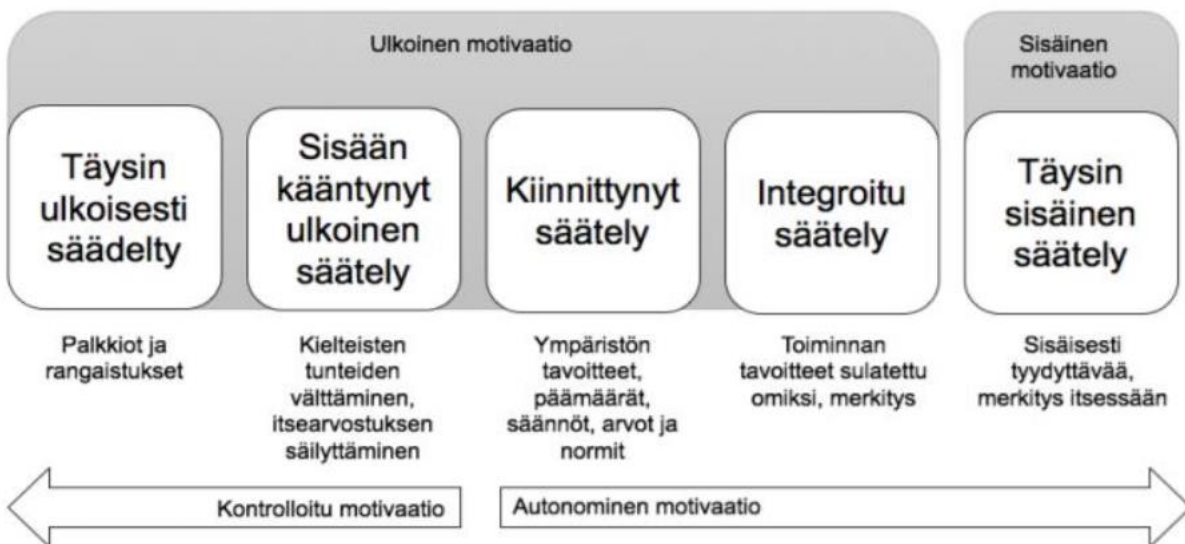 Ulkoinen motivaatio
Sisäinen
motivaatio
Täysin
ulkoisesti
säädelty
Sisään
kääntynyt
ulkoinen
säätely
Kiinnittynyt
säätely
Integroitu
säätely
Täysin
sisäinen
säätely
Palkkiot ja
rangaistukset
Kielteisten
tunteiden
välttäminen,
itsearvostuksen
säilyttäminen
Ympäristön
tavoitteet,
päämäärät,
säännöt, arvot ja
normit
Toiminnan
tavoitteet sulatettu
omiksi, merkitys
Sisäisesti
tyydyttävää,
merkitys itsessään
Kontrolloitu motivaatio
Autonominen motivaatio